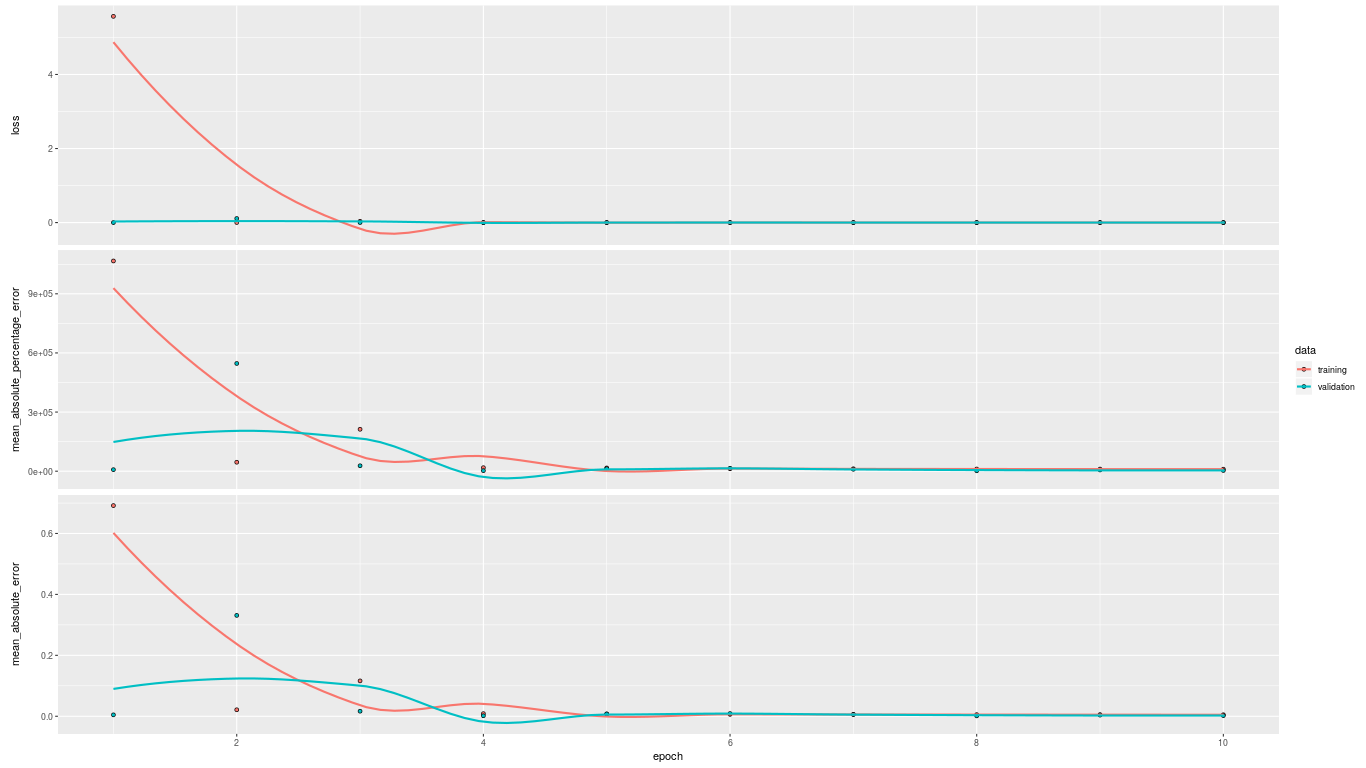 loss
4
2
0
mean_absolute_percentage_error
9e+05
6e+05
3e+05
0e+00
mean_absolute_error
0.6
0.4
0.2
0.0
2
4
6
8
10
epoch
data
training
validation